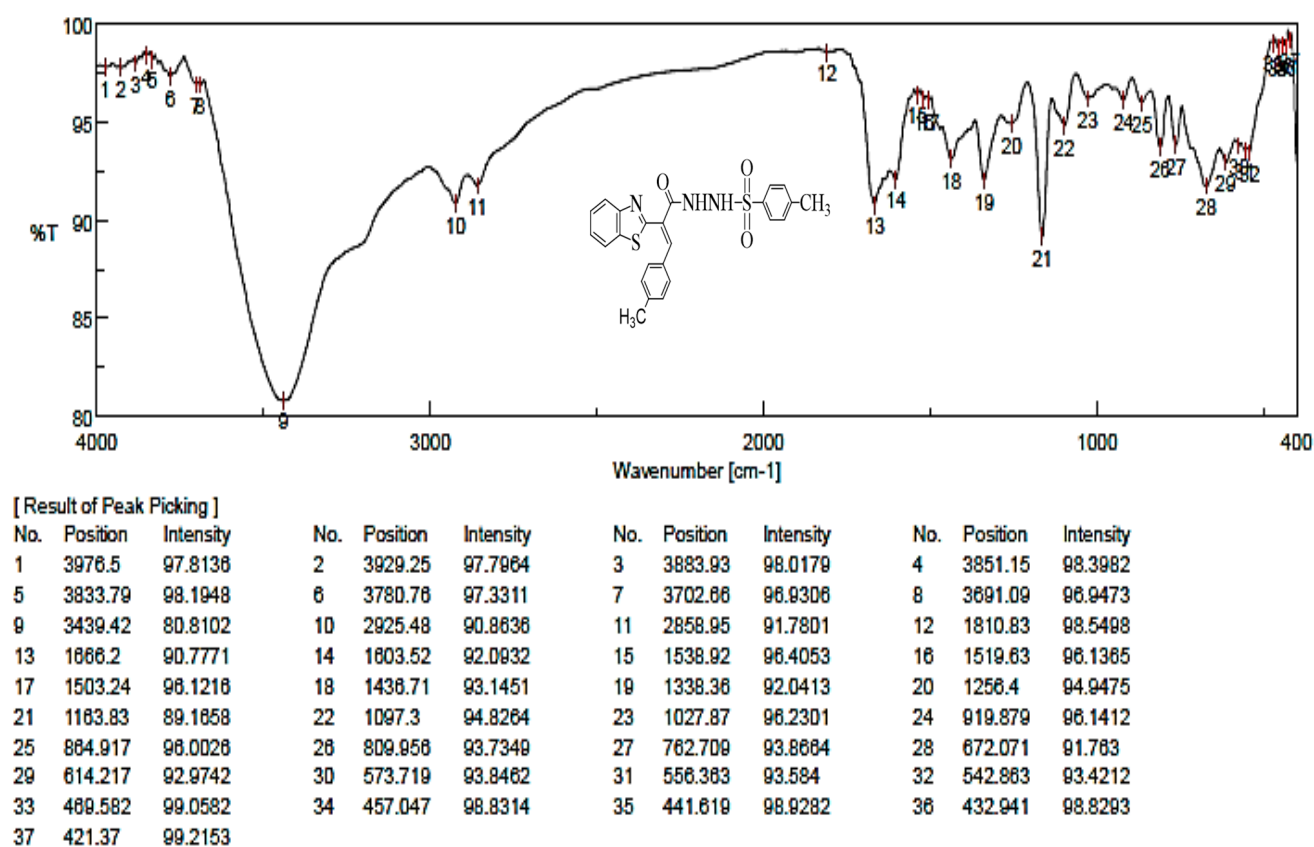 100
95
90
%T
85
80
4000
3000
2000
1000
400
Wavenumber [cm-1]
1 2 3 4 5 6 7 8 9 10 11 12 13 14 15 17 18 19 20 21 22 23 24 25 26 27 28 29 30 32
N
S
O
NHNH
S
O
O
CH3
H3C
[ Result of Peak Picking ]
No. Position Intensity No. Position Intensity No. Position Intensity No. Position Intensity
1 3976.5 97.8136 2 3929.25 97.7964 3 3883.93 98.0179 4 3851.15 98.3982
5 3833.79 98.1948 6 3780.76 97.3311 7 3702.66 96.9306 8 3691.09 96.9473
9 3439.42 80.8102 10 2925.48 90.8636 11 2858.95 91.7801 12 1810.83 98.5498
13 1666.2 90.7771 14 1603.52 92.0932 15 1538.92 96.4053 16 1519.63 96.1365
17 1503.24 96.1216 18 1436.71 93.1451 19 1338.36 92.0413 20 1256.4 94.9475
21 1163.83 89.1658 22 1097.3 94.8264 23 1027.87 96.2301 24 919.879 96.1412
25 864.917 96.0026 26 809.956 93.7349 27 762.709 93.8664 28 672.071 91.763
29 614.217 92.9742 30 573.719 93.8462 31 556.363 93.584 32 542.863 93.4212
33 469.582 99.0582 34 457.047 98.8314 35 441.619 98.9282 36 432.941 98.8293
37 421.37 99.2153